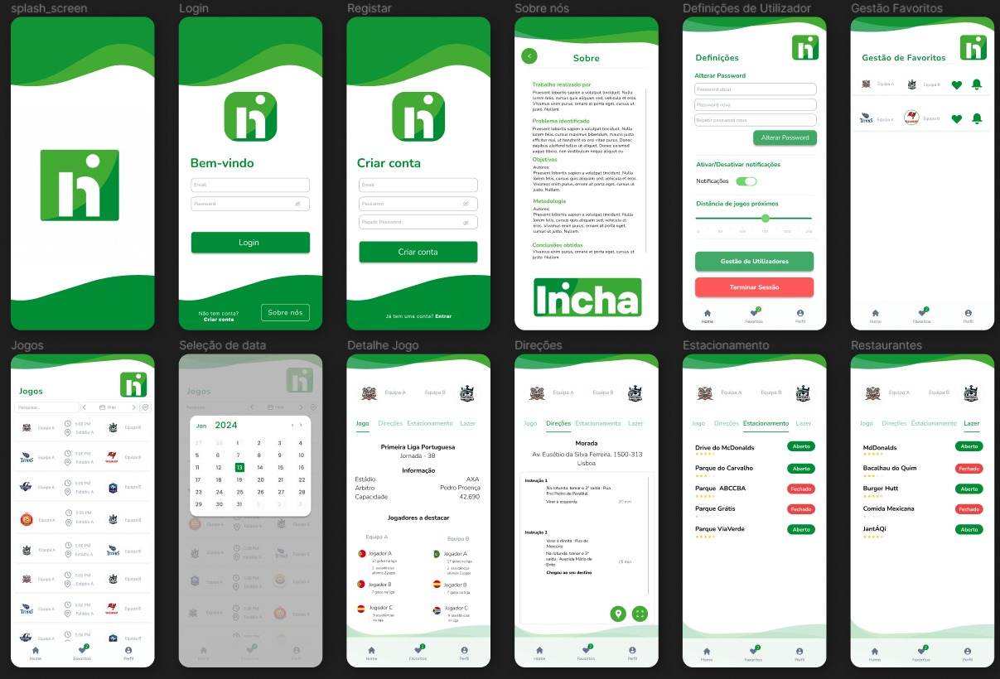 splash_screen
Login
Bem-vindo
Email
Password
Login
Não tem conta?
Criar conta
Sobre nós
Registar
Criar conta
Email
Password
Repetir Password
Criar conta
Já tem uma conta? Entrar
Sobre nós
<
Sobre
Trabalho realizado por
Praesent lobortis sapien a volutpat tincidunt. Nulla
lorem felis, cursus quis aliquam sed, vehicula et eros.
Vivamus enim purus, ornare at porta eget, cursus ut
justo. Nullam.
Problema identificado
Praesent lobortis sapien a volutpat tincidunt. Nulla
lorem felis, cursus maximus bibendum, mauris justo
Objetivos
Autores:
Praesent lobortis sapien a volutpat tincidunt. Nulla
lorem felis, cursus quis aliquam sed, vehicula et eros.
Vivamus enim purus, ornare at porta eget, cursus ut
justo. Nullam.
Metodologia
Autores:
Praesent lobortis sapien a volutpat tincidunt. Nulla
lorem felis, cursus quis aliquam sed, vehicula et
eros. Vivamus enim purus, ornare at porta eget,
cursus ut justo. Nullam.
Conclusões obtidas
Vivamus enim purus, ornare at porta eget, cursus ut
justo. Nullam
Incha
Definições de Utilizador
Definições
Alterar Password
Password atual
Password nova
Repetir password nova
Alterar Password
Ativar/Desativar notificações
Notificações
Distância de jogos próximos
0 50 100 150 200 250
Gestão de Utilizadores
Terminar Sessão
Home Favoritos Perfil
Gestão Favoritos
Gestão de Favoritos
Equipa A Equipa B
TITANS Equipa A Equipa B
Home Favoritos Perfil
Jogos
Jogos
Pesquisar... Hoje
Equipa A 5:00 PM Equipa B
Estádio A
TITANS Equipa A 5:00 PM Equipa B
Estádio A
Equipa A 5:00 PM Equipa B
Estádio A
Equipa A 5:00 PM Equipa B
Estádio A
Equipa A 5:00 PM Equipa B TITANS
Estádio A
Equipa A 5:00 PM Equipa B
Estádio A
TITANS Equipa A 5:00 PM Equipa B
Estádio A
Equipa A 5:00 PM Equipa B
Home Favoritos Perfil
Seleção de data
Jogos
Pesquisar... Hoje
Jan 2024
< >
27 30 1 2 3 4
5 6 7 8 9 10
11 12 13 14 15 16
17 18 19 20 21 22
23 24 25 26 27 28
29 30 31 1 2 3
Home Favoritos Perfil
Detalhe Jogo
Equipa A Equipa B
Jogo Direções Estacionamento Lazer
Primeira Liga Portuguesa
Jornada - 38
Informação
Estádio AXA
Arbitro Pedro Proença
Capacidade 42.690
Jogadores a destacar
Equipa A Equipa B
Jogador A Jogador A
17 golos na liga 17 golos na liga
2 assistências 2 assistências
últimos 2 jogos últimos 2 jogos
Jogador B Jogador B
7 golos na liga 7 golos na liga
Jogador C Jogador C
9 assistências 9 assistências
na liga na liga
Home Favoritos Perfil
Direções
Equipa A Equipa B
Jogo Direções Estacionamento Lazer
Morada
Av. Eusébio da Silva Ferreira, 1500-313
Lisboa
Instrução 1
Na rotunda, tomar o 2º saída : Rua
Frei Pedro de
Virar à esquerda
Instrução 2
Virar à direita : Rua de
Mercúrio
Na rotunda, tomar o 3º
saída : Avenida Mário de
Brito 15 min
Chegou ao seu destino
Home Favoritos Perfil
Estacionamento
Equipa A Equipa B
Jogo Direções Estacionamento Lazer
Drive do McDonalds Aberto
Parque do Carvalho Aberto
Parque ABCCBA Fechado
Parque Grátis Fechado
Parque ViaVerde Aberto
Home Favoritos Perfil
Restaurantes
Equipa A Equipa B
Jogo Direções Estacionamento Lazer
MdDonalds Aberto
Bacalhau do Quim Fechado
Burger Hutt Aberto
Comida Mexicana Fechado
JantÁQi Aberto
Home Favoritos Perfil